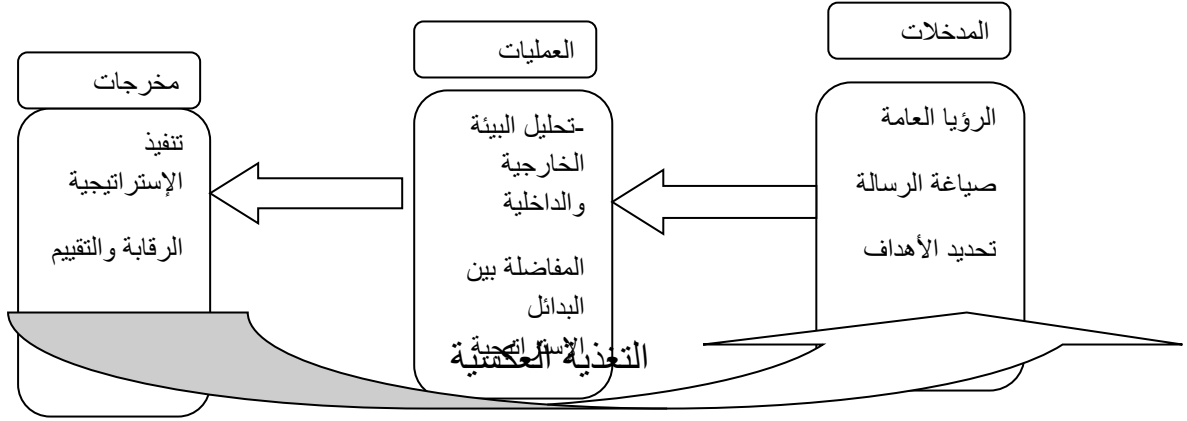 المدخلات
الرؤيا العامة
صياغة الرسالة
تحديد الأهداف
العمليات
-تحليل البيئة
الخارجية
والداخلية
المفاضلة بين
البدائل
الإستراتيجية
مخرجات
تنفيذ
الإستراتيجية
الرقابة والتقييم
التغذية العكسية